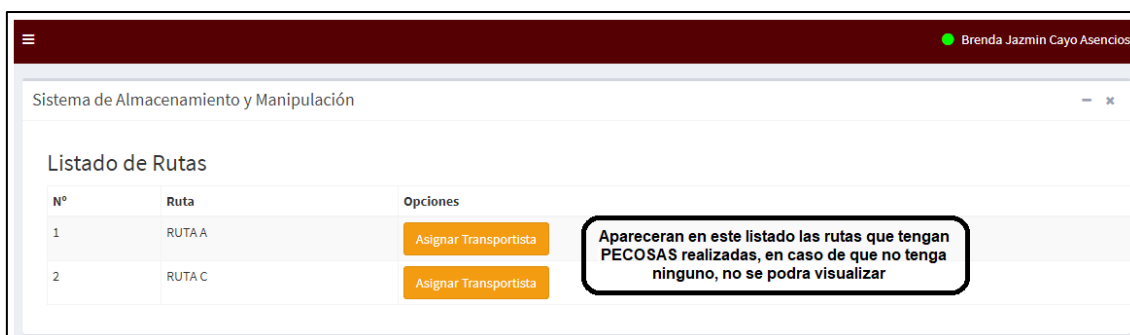 Brenda Jazmin Cayo Asencios
Sistema de Almacenamiento y Manipulación
Listado de Rutas
N° Ruta Opciones
1 RUTA A Asignar Transportista
2 RUTA C Asignar Transportista
Apareceran en este listado las rutas que tengan
PECOSAS realizadas, en caso de que no tenga
ninguno, no se podra visualizar